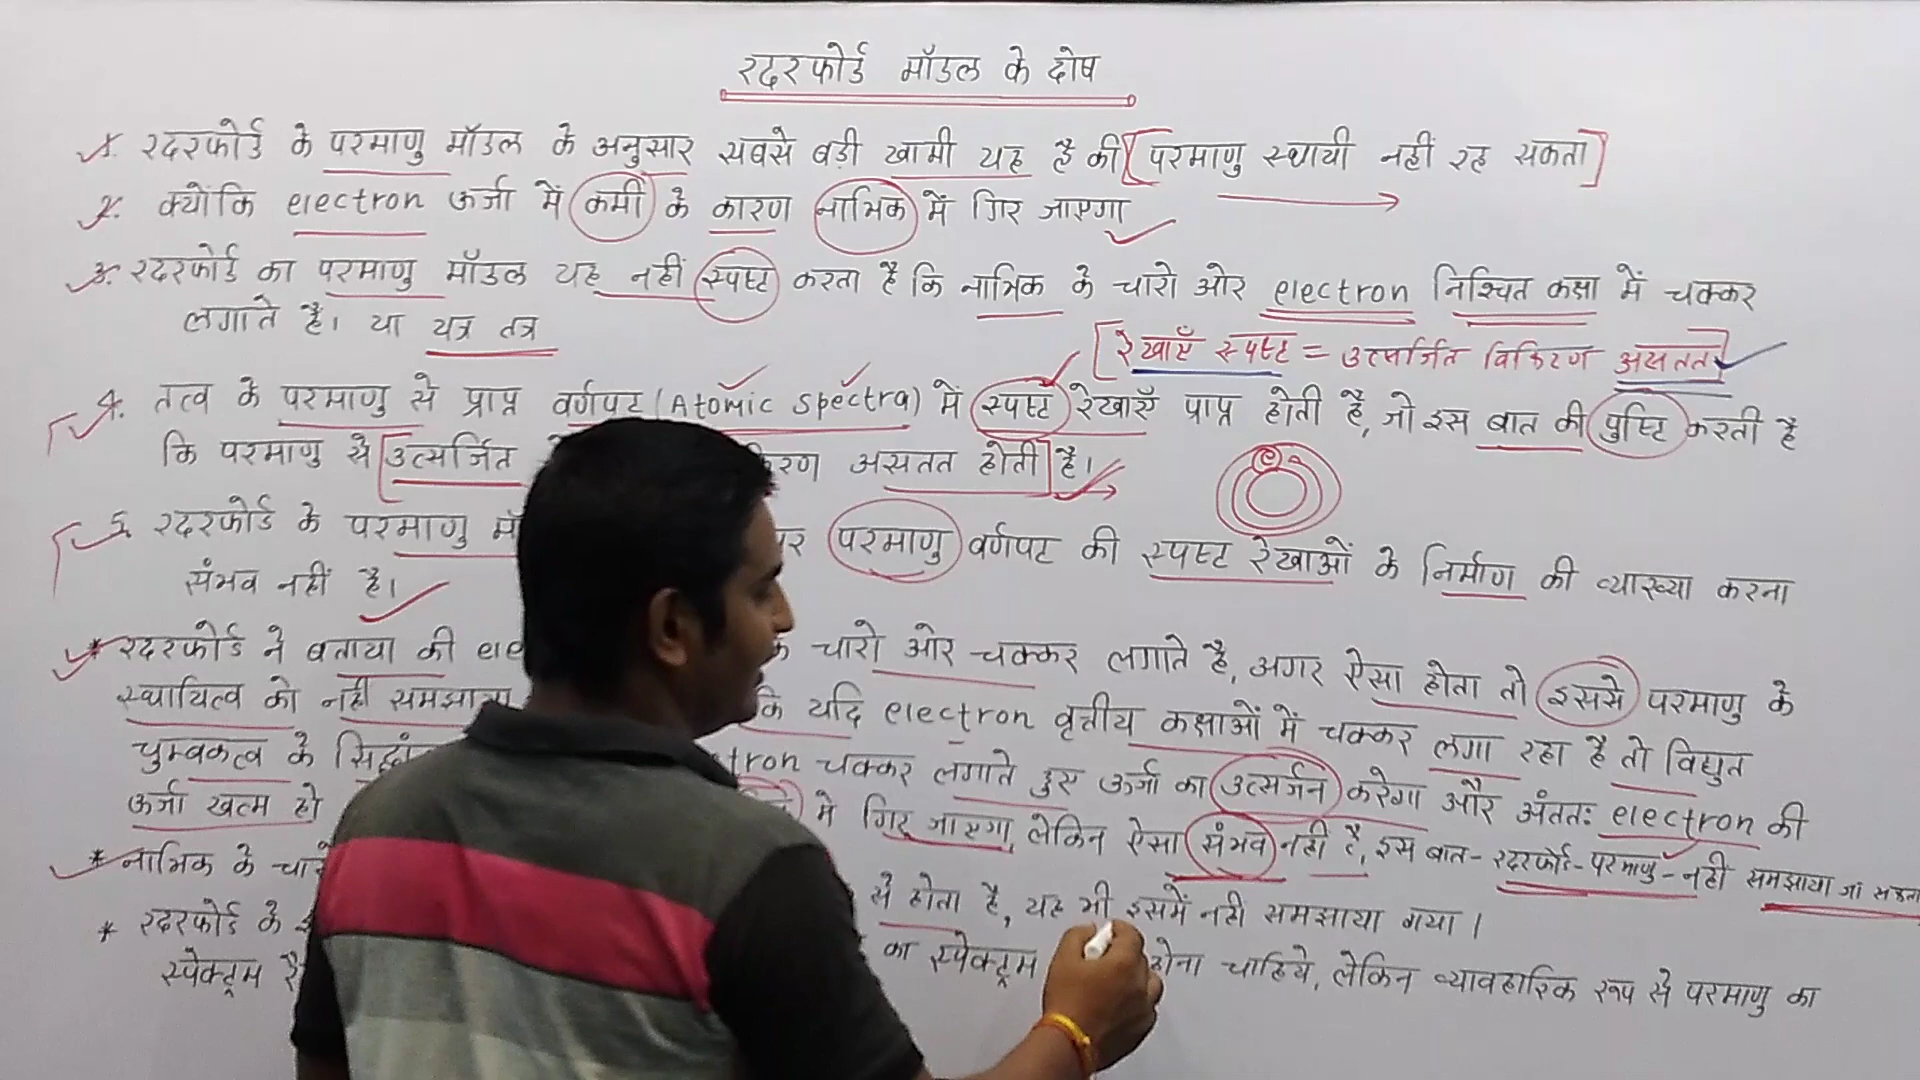 रदरफोर्ड मॉडल के दोष
1. रदरफोर्ड के परमाणु मॉडल के अनुसार सबसे बड़ी खामी यह है की [परमाणु स्थायी नहीं रह सकता]
2. क्योंकि electron ऊर्जा में कमी के कारण नाभिक में गिर जाएगा
3. रदरफोर्ड का परमाणु मॉडल यह नहीं स्पष्ट करता है कि नाभिक के चारो ओर electron निश्चित कक्षा में चक्कर
लगाते है। या यत्र तत्र
[रेखाएँ स्पष्ट = उत्सर्जित विकिरण असतत]
4. तत्व के परमाणु से प्राप्त वर्णपट (Atomic spectra) में स्पष्ट रेखाएँ प्राप्त होती है, जो इस बात की पुष्टि करती है
कि परमाणु से [उत्सर्जित असतत होती] है।
e
5. रदरफोर्ड के परमाणु पर परमाणु वर्णपट की स्पष्ट रेखाओं के निर्माण की व्याख्या करना
संभव नहीं है।
* रदरफोर्ड ने बताया की के चारो ओर चक्कर लगाते है, अगर ऐसा होता तो इससे परमाणु के
स्थायित्व को नही समझाया कि यदि electron वृत्तीय कक्षाओं में चक्कर लगा रहा है तो विद्युत
चुम्बकत्व के चक्कर लगाते हुए ऊर्जा का उत्सर्जन करेगा और अंततः electron की
ऊर्जा खत्म हो मे गिर जाएगा, लेकिन ऐसा संभव नही है, इस बात - रदरफोर्ड - परमाणु - नही समझाया जा सकता
* नाभिक के से होता है, यह भी इसमें नही समझाया गया।
* रदरफोर्ड के का स्पेक्ट्रम होना चाहिये, लेकिन व्यावहारिक रूप से परमाणु का
स्पेक्ट्रम